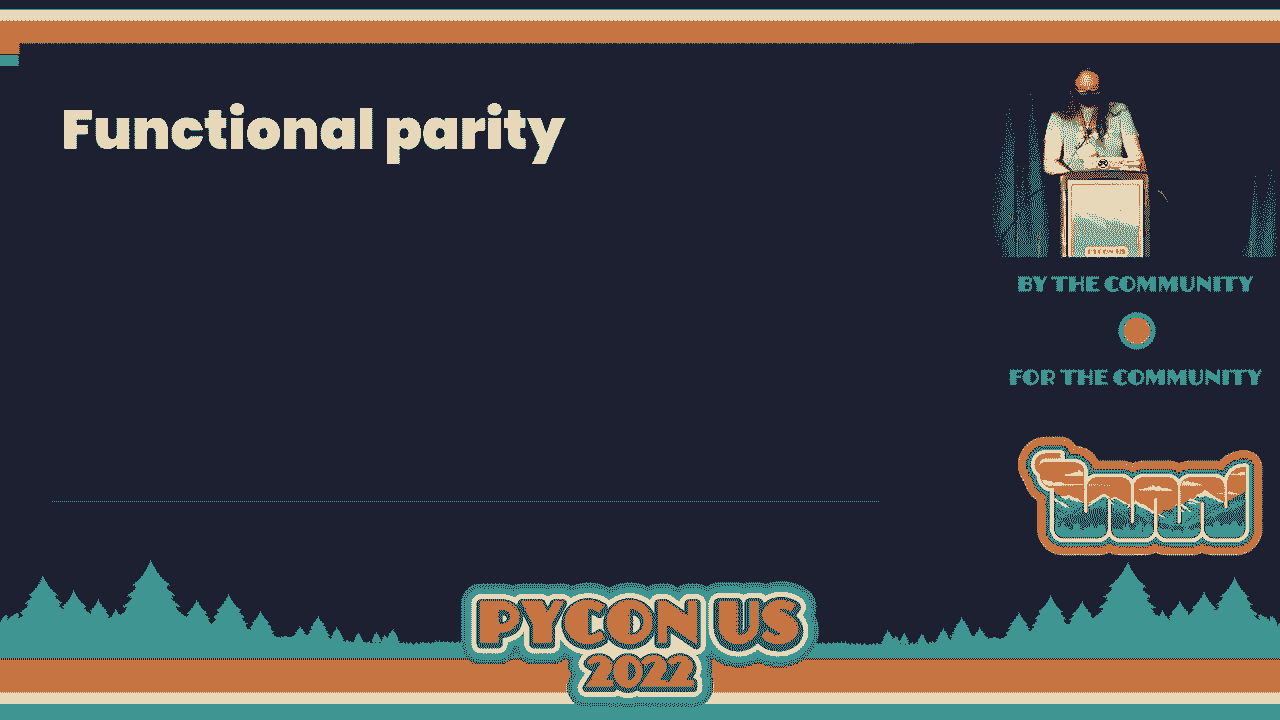 Functional parity
BY THE COMMUNITY
FOR THE COMMUNITY
PYCON US
2022